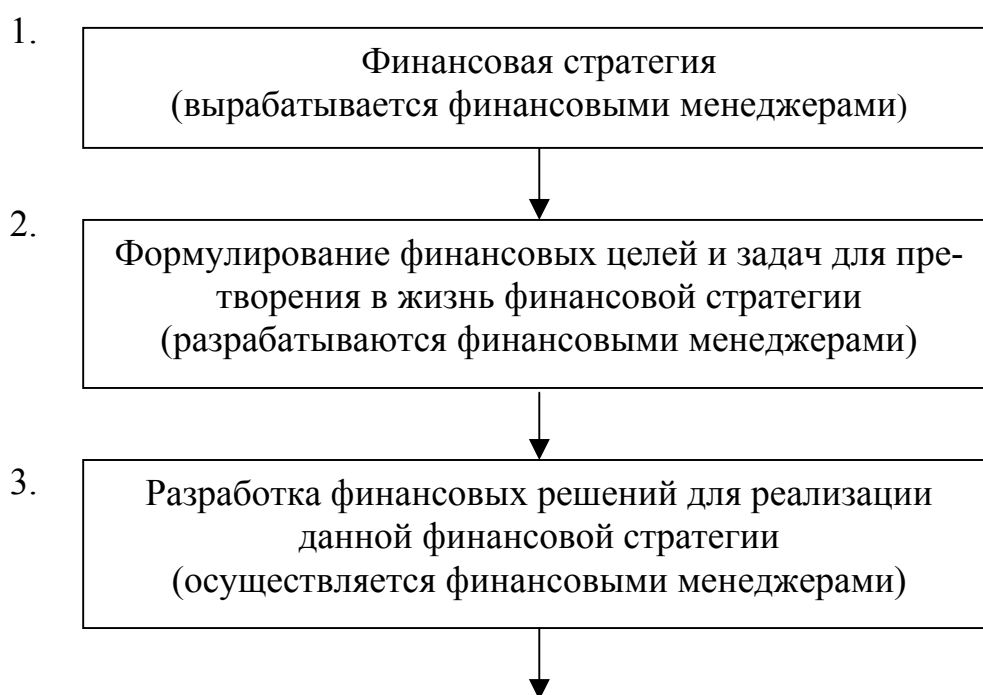 1.
Финансовая стратегия
(вырабатывается финансовыми менеджерами)
2.
Формулирование финансовых целей и задач для пре-
творения в жизнь финансовой стратегии
(разрабатываются финансовыми менеджерами)
3.
Разработка финансовых решений для реализации
данной финансовой стратегии
(осуществляется финансовыми менеджерами)